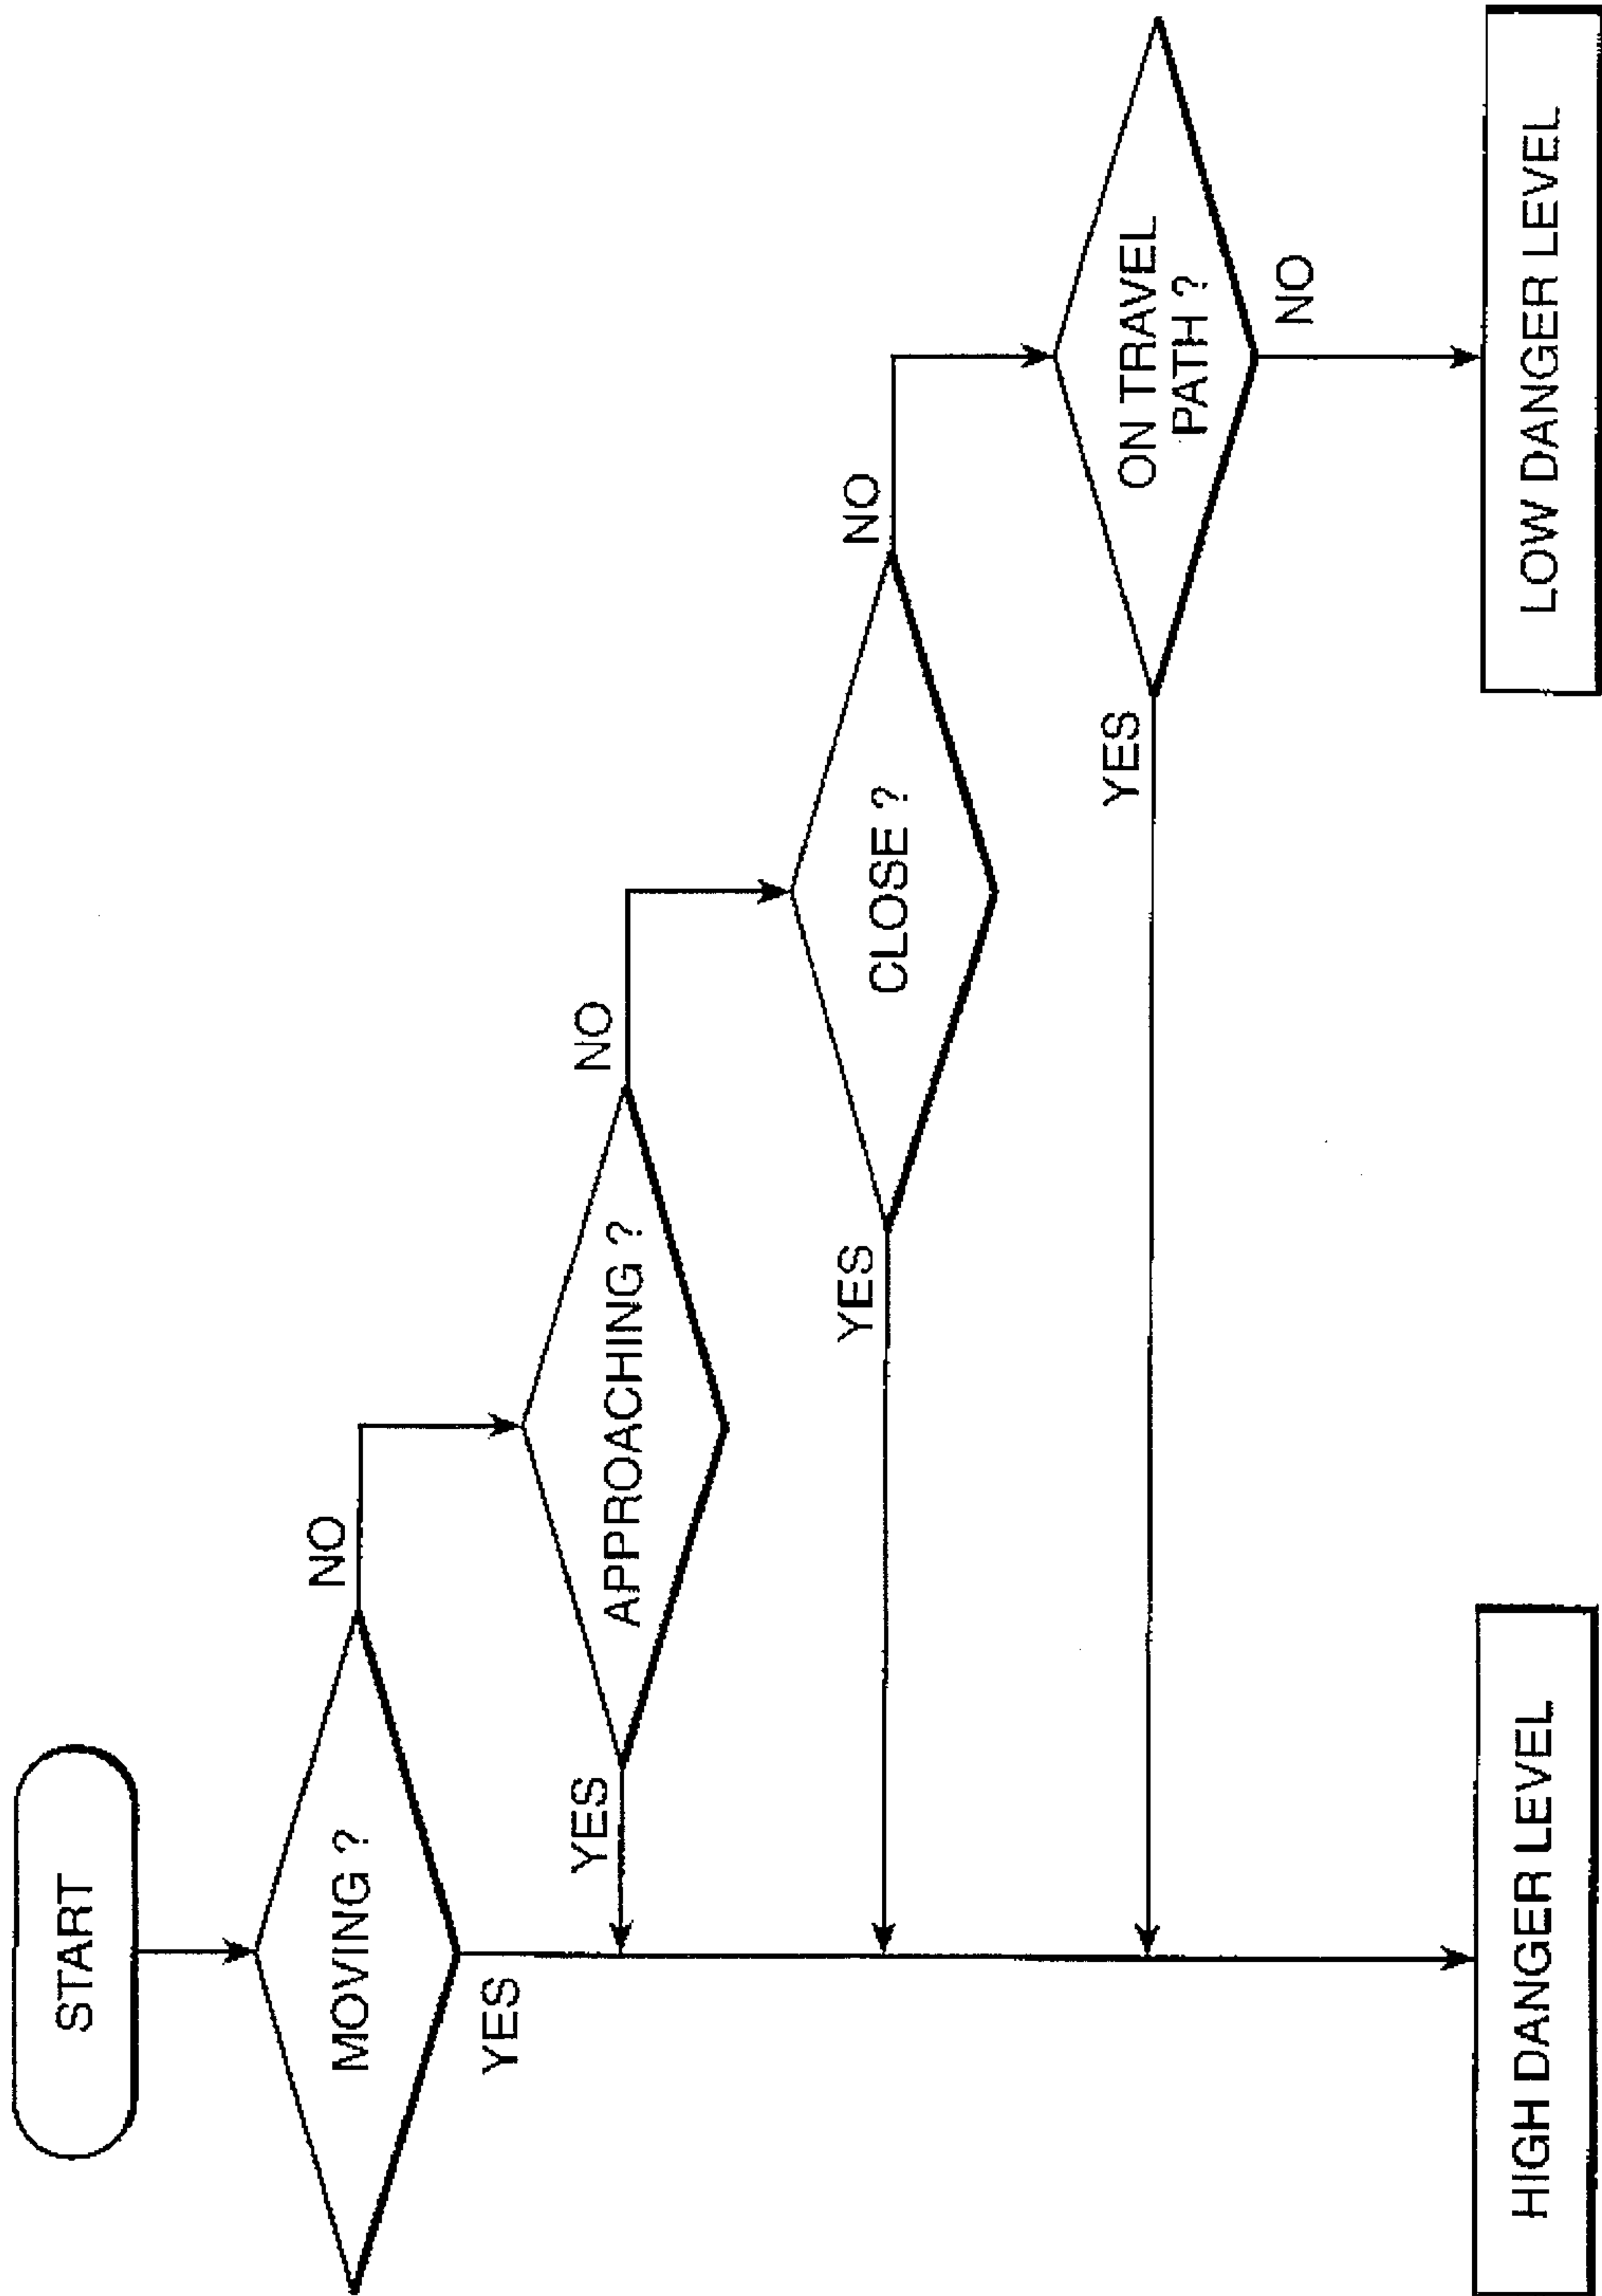 START
MOVING ?
NO
YES
APPROACHING ?
NO
YES
CLOSE ?
NO
YES
ON TRAVEL
PATH ?
YES
NO
HIGH DANGER LEVEL
LOW DANGER LEVEL